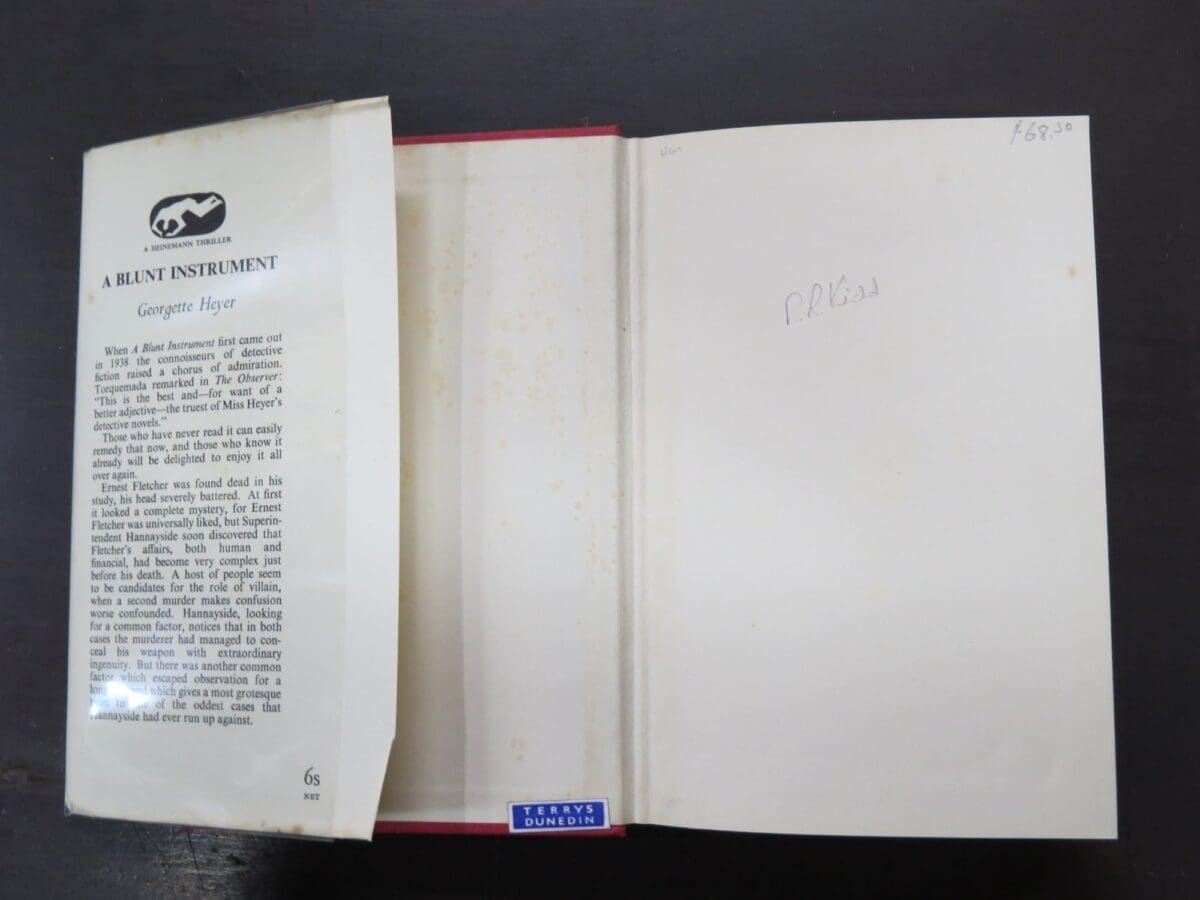 A HEINEMANN THRILLER
A BLUNT INSTRUMENT
Georgette Heyer
When A Blunt Instrument first came out
in 1938 the connoisseurs of detective
fiction raised a chorus of admiration.
Torquemada remarked in The Observer:
"This is the best and—for want of a
better adjective—the truest of Miss Heyer's
detective novels."
Those who have never read it can easily
remedy that now, and those who know it
already will be delighted to enjoy it all
over again.
Ernest Fletcher was found dead in his
study, his head severely battered. At first
it looked a complete mystery, for Ernest
Fletcher was universally liked, but Superin-
tendent Hannayside soon discovered that
Fletcher's affairs, both human and
financial, had become very complex just
before his death. A host of people seem
to be candidates for the role of villain,
when a second murder makes confusion
worse confounded. Hannayside, looking
for a common factor, notices that in both
cases the murderer had managed to con-
ceal his weapon with extraordinary
ingenuity. But there was another common
factor which escaped observation for a
and which gives a most grotesque
to of the oddest cases that
Hannayside had ever run up against.
6s
NET
TERRYS
DUNEDIN
68.50
P.R. Kidd